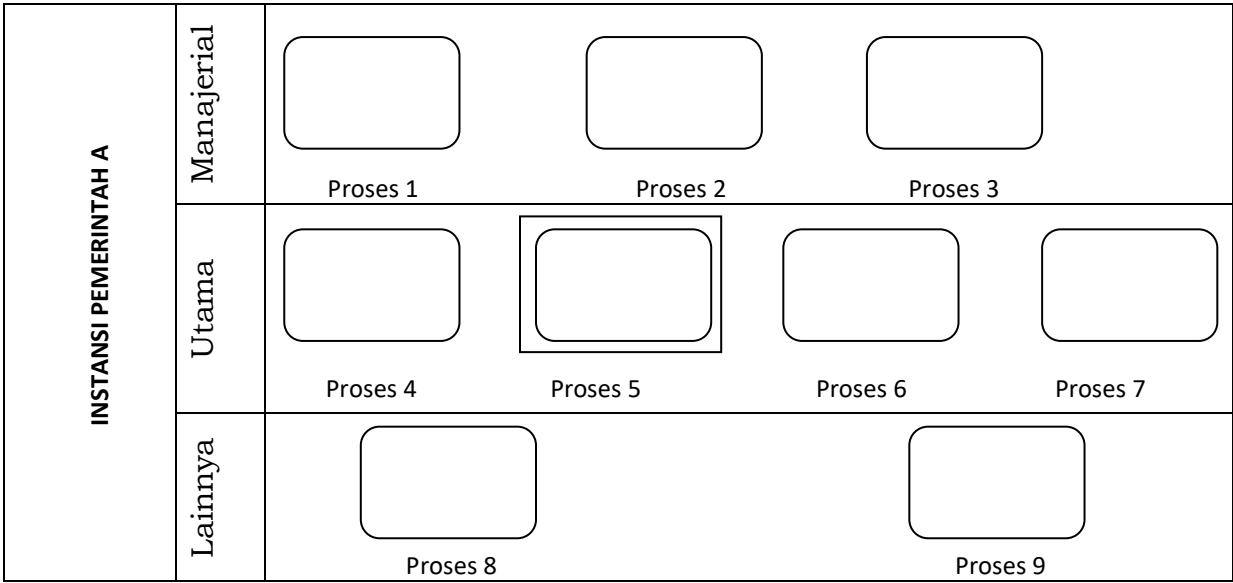 INSTANSI PEMERINTAH A
Manajerial
Proses 1
Proses 2
Proses 3
Utama
Proses 4
Proses 5
Proses 6
Proses 7
Lainnya
Proses 8
Proses 9